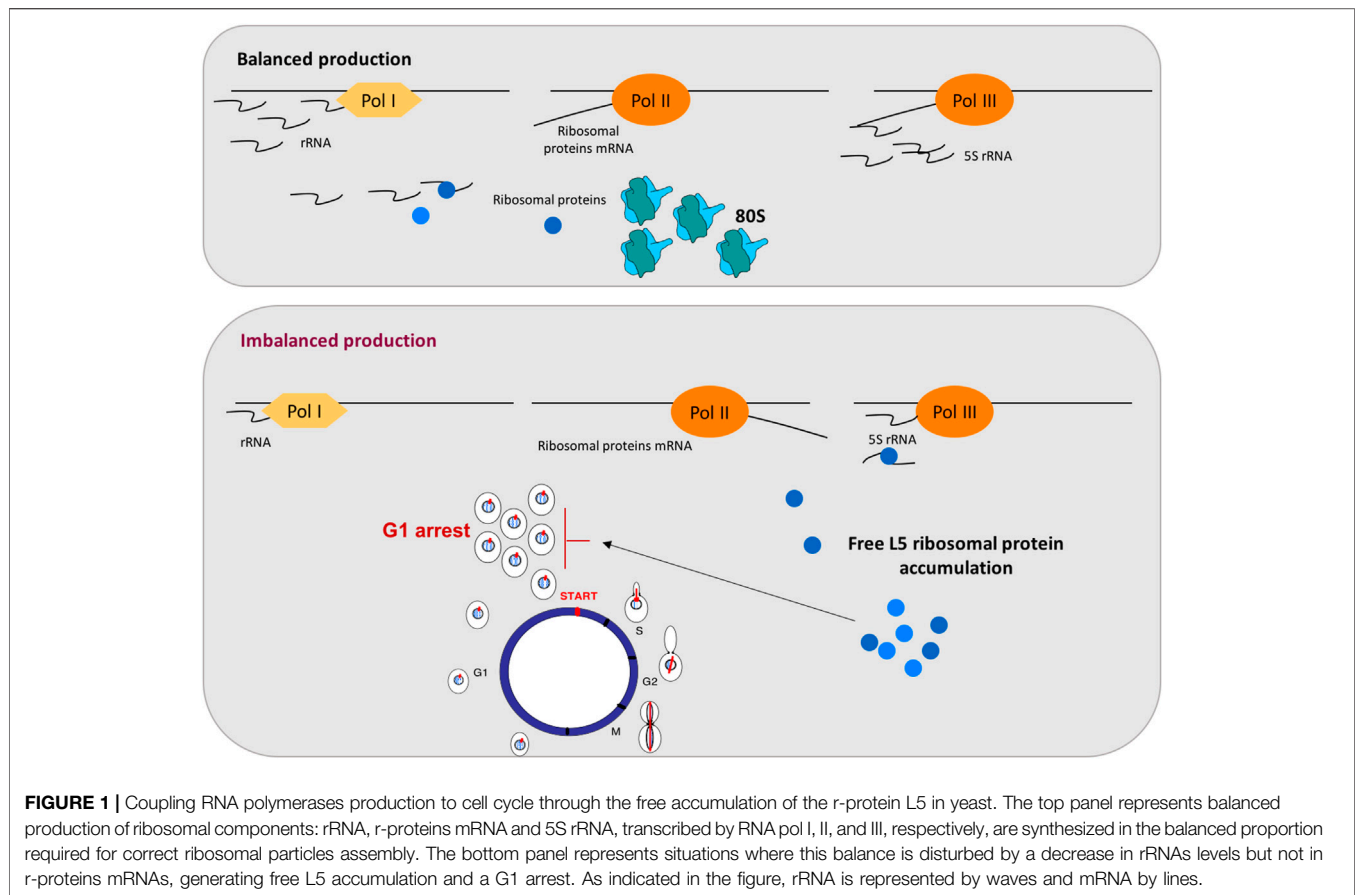 Balanced production
Pol I
Pol II
Pol III
rRNA
Ribosomal
proteins mRNA
5S rRNA
Ribosomal proteins
80S
Imbalanced production
Pol I
Pol II
Pol III
rRNA
Ribosomal proteins mRNA
5S rRNA
G1 arrest
Free L5 ribosomal protein
accumulation
START
S
G1
G2
M
FIGURE 1 | Coupling RNA polymerases production to cell cycle through the free accumulation of the r-protein L5 in yeast. The top panel represents balanced
production of ribosomal components: rRNA, r-proteins mRNA and 5S rRNA, transcribed by RNA pol I, II, and III, respectively, are synthesized in the balanced proportion
required for correct ribosomal particles assembly. The bottom panel represents situations where this balance is disturbed by a decrease in rRNAs levels but not in
r-proteins mRNAs, generating free L5 accumulation and a G1 arrest. As indicated in the figure, rRNA is represented by waves and mRNA by lines.